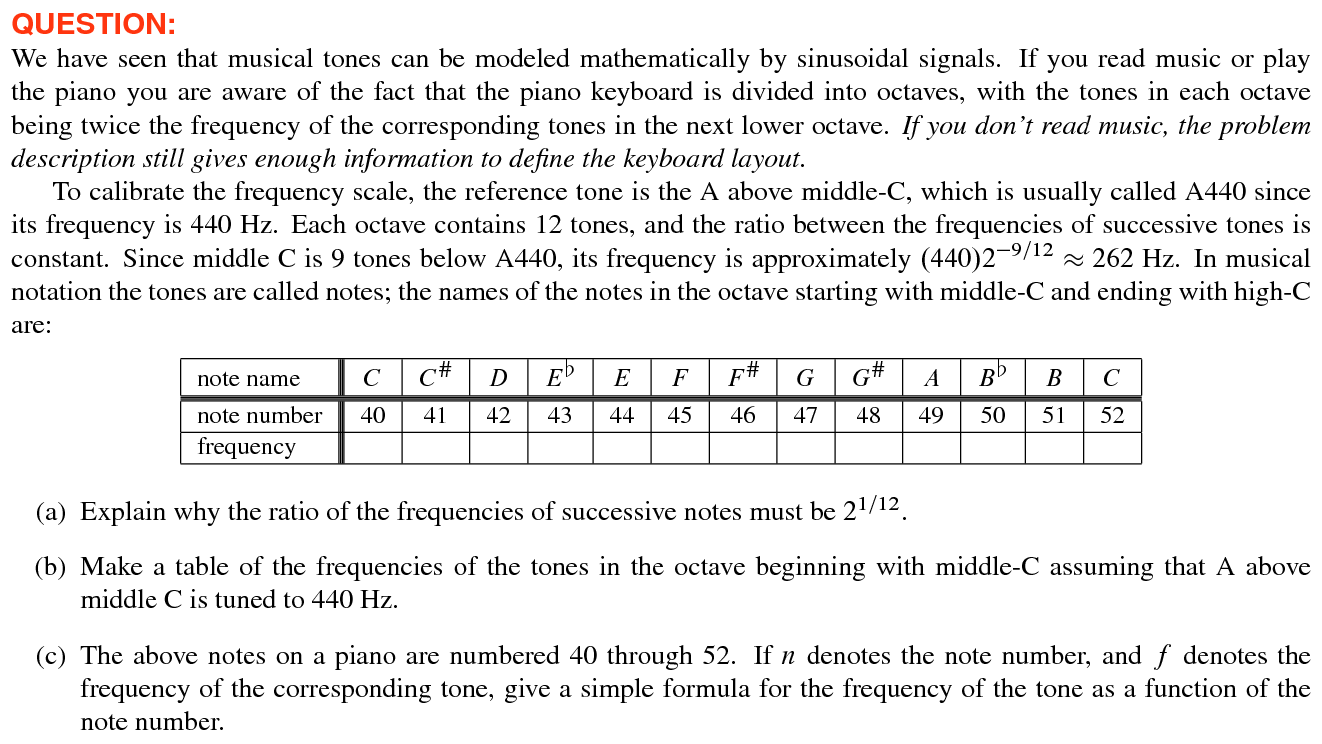 QUESTION:
We have seen that musical tones can be modeled mathematically by sinusoidal signals. If you read music or play
the piano you are aware of the fact that the piano keyboard is divided into octaves, with the tones in each octave
being twice the frequency of the corresponding tones in the next lower octave. If you don't read music, the problem
description still gives enough information to define the keyboard layout.
To calibrate the frequency scale, the reference tone is the A above middle-C, which is usually called A440 since
its frequency is 440 Hz. Each octave contains 12 tones, and the ratio between the frequencies of successive tones is
constant. Since middle C is 9 tones below A440, its frequency is approximately (440)2^{−9/12} ≈ 262 Hz. In musical
notation the tones are called notes; the names of the notes in the octave starting with middle-C and ending with high-C
are:
note name C C# D E♭ E F F# G G# A B♭ B C
note number 40 41 42 43 44 45 46 47 48 49 50 51 52
frequency
(a) Explain why the ratio of the frequencies of successive notes must be 2^{1/12}.
(b) Make a table of the frequencies of the tones in the octave beginning with middle-C assuming that A above
middle C is tuned to 440 Hz.
(c) The above notes on a piano are numbered 40 through 52. If n denotes the note number, and f denotes the
frequency of the corresponding tone, give a simple formula for the frequency of the tone as a function of the
note number.